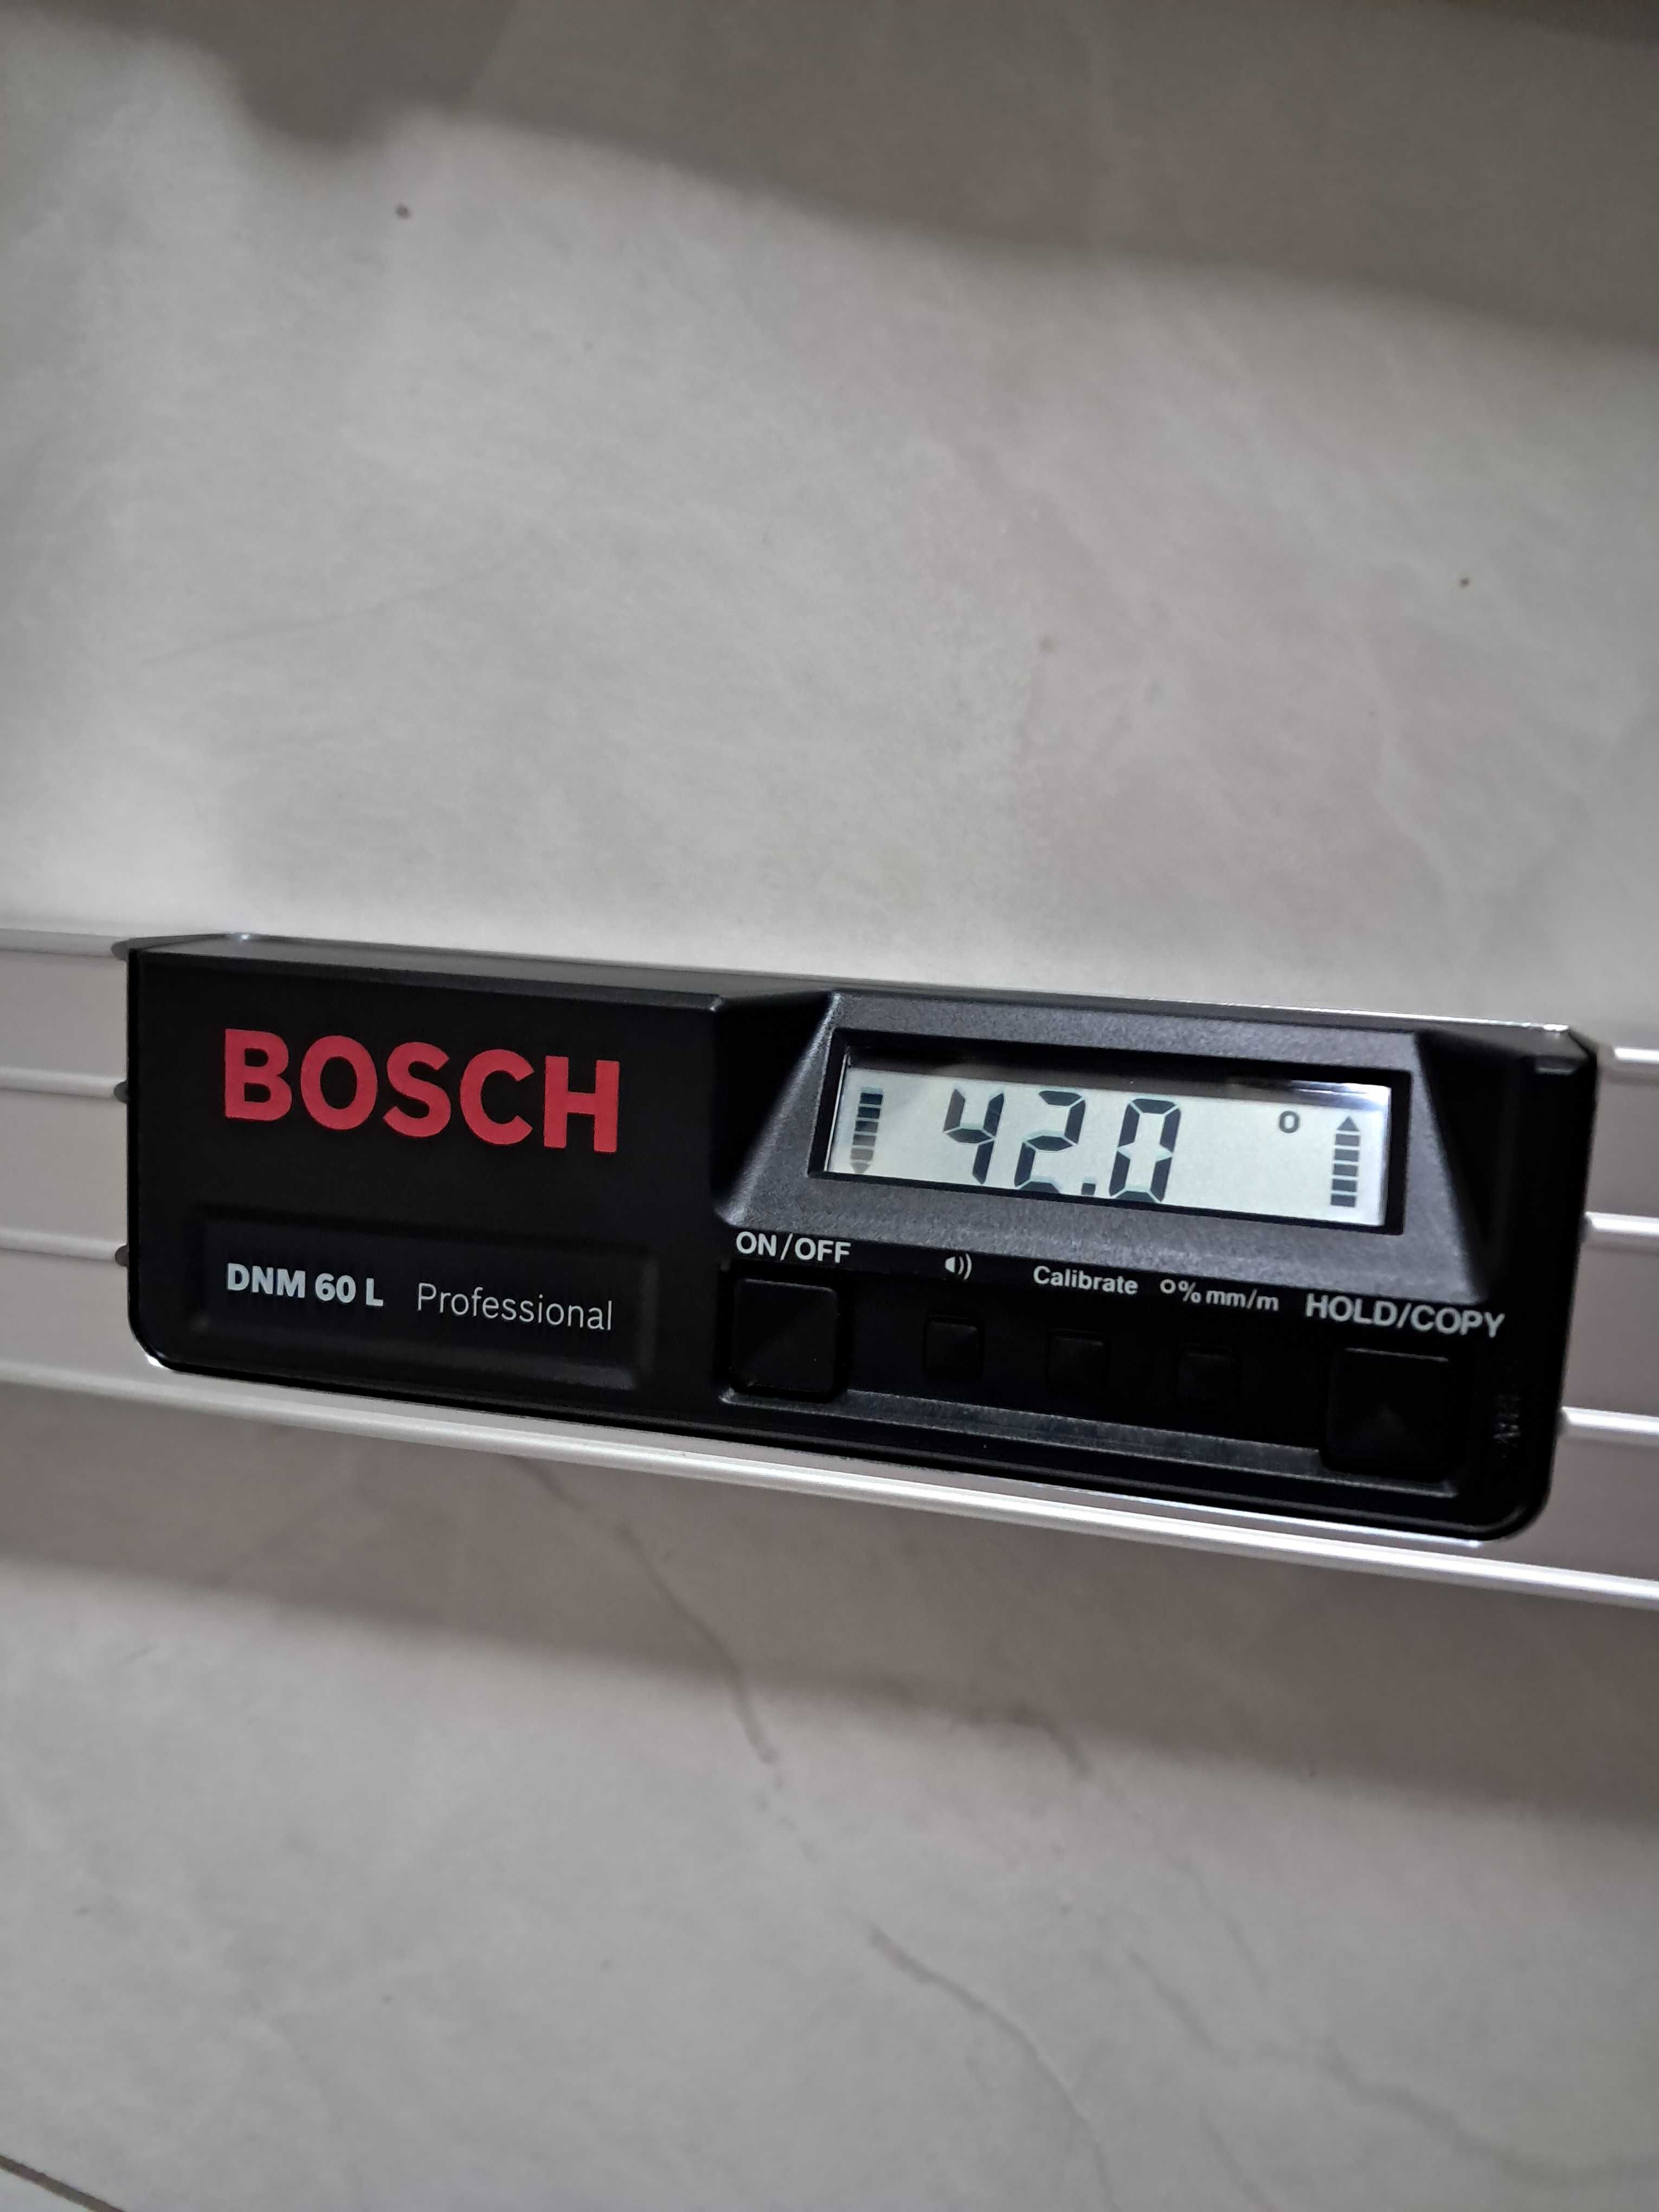 BOSCH
42.0 °
DNM 60 L Professional
ON/OFF
Calibrate
°% mm/m
HOLD/COPY